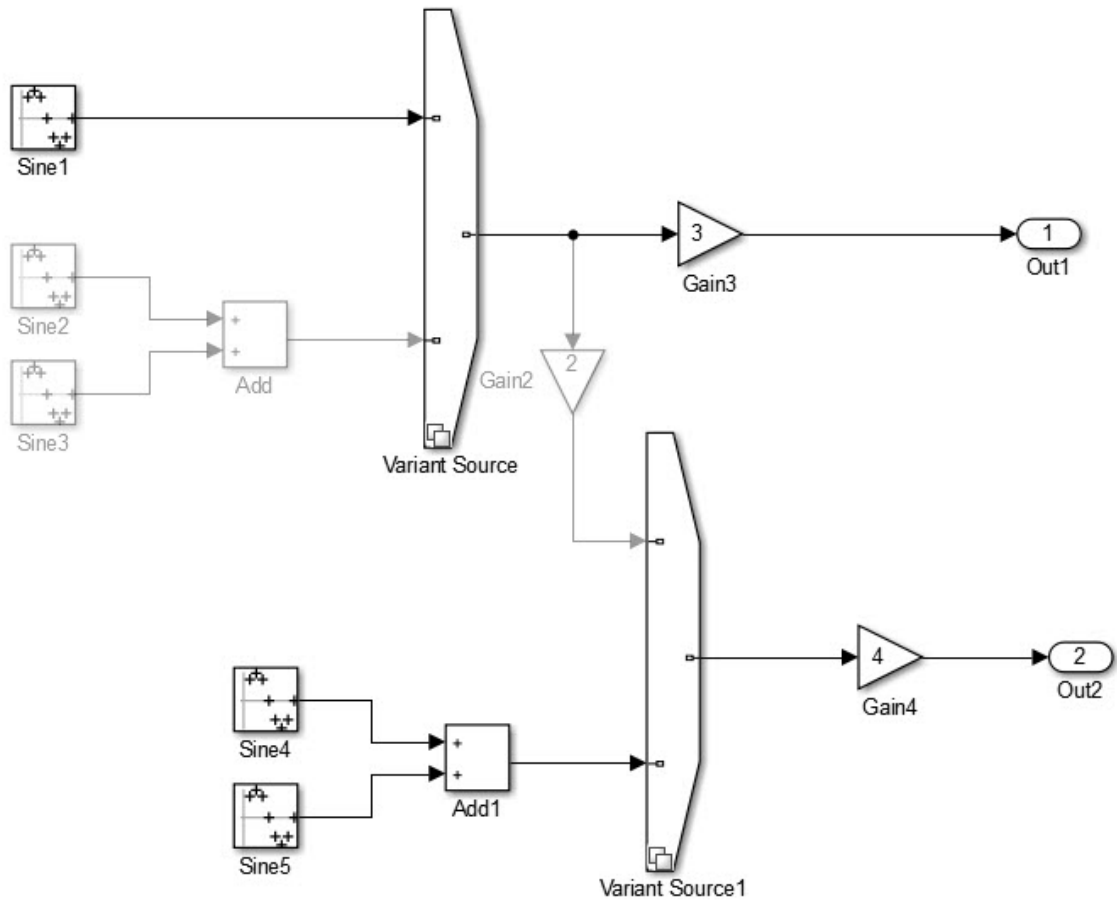 Sine1
3
Gain3
1
Out1
Sine2
+
+
Add
Sine3
2
Gain2
Variant Source
4
Gain4
2
Out2
Sine4
+
+
Add1
Sine5
Variant Source1